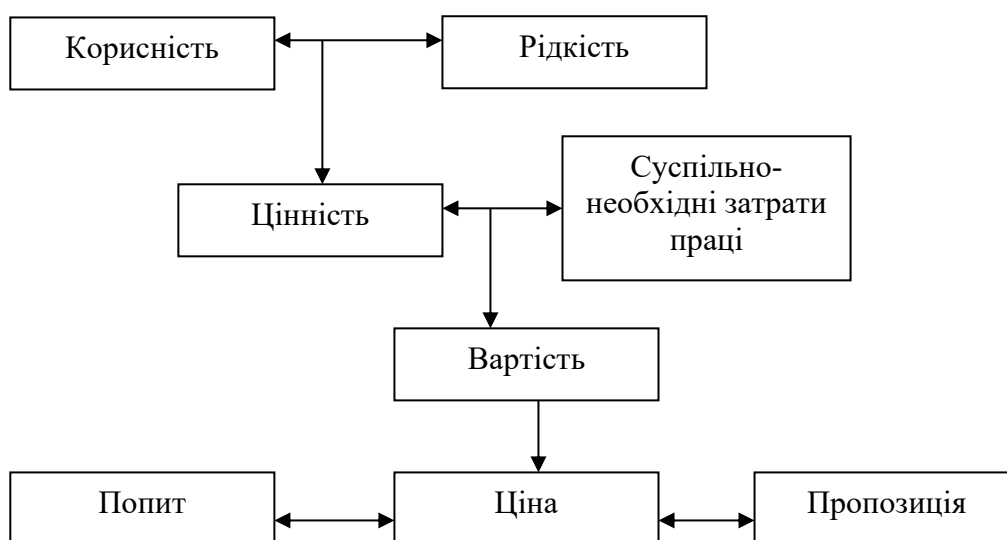 Корисність
Рідкість
Суспільно-
необхідні затрати
праці
Цінність
Вартість
Попит
Ціна
Пропозиція